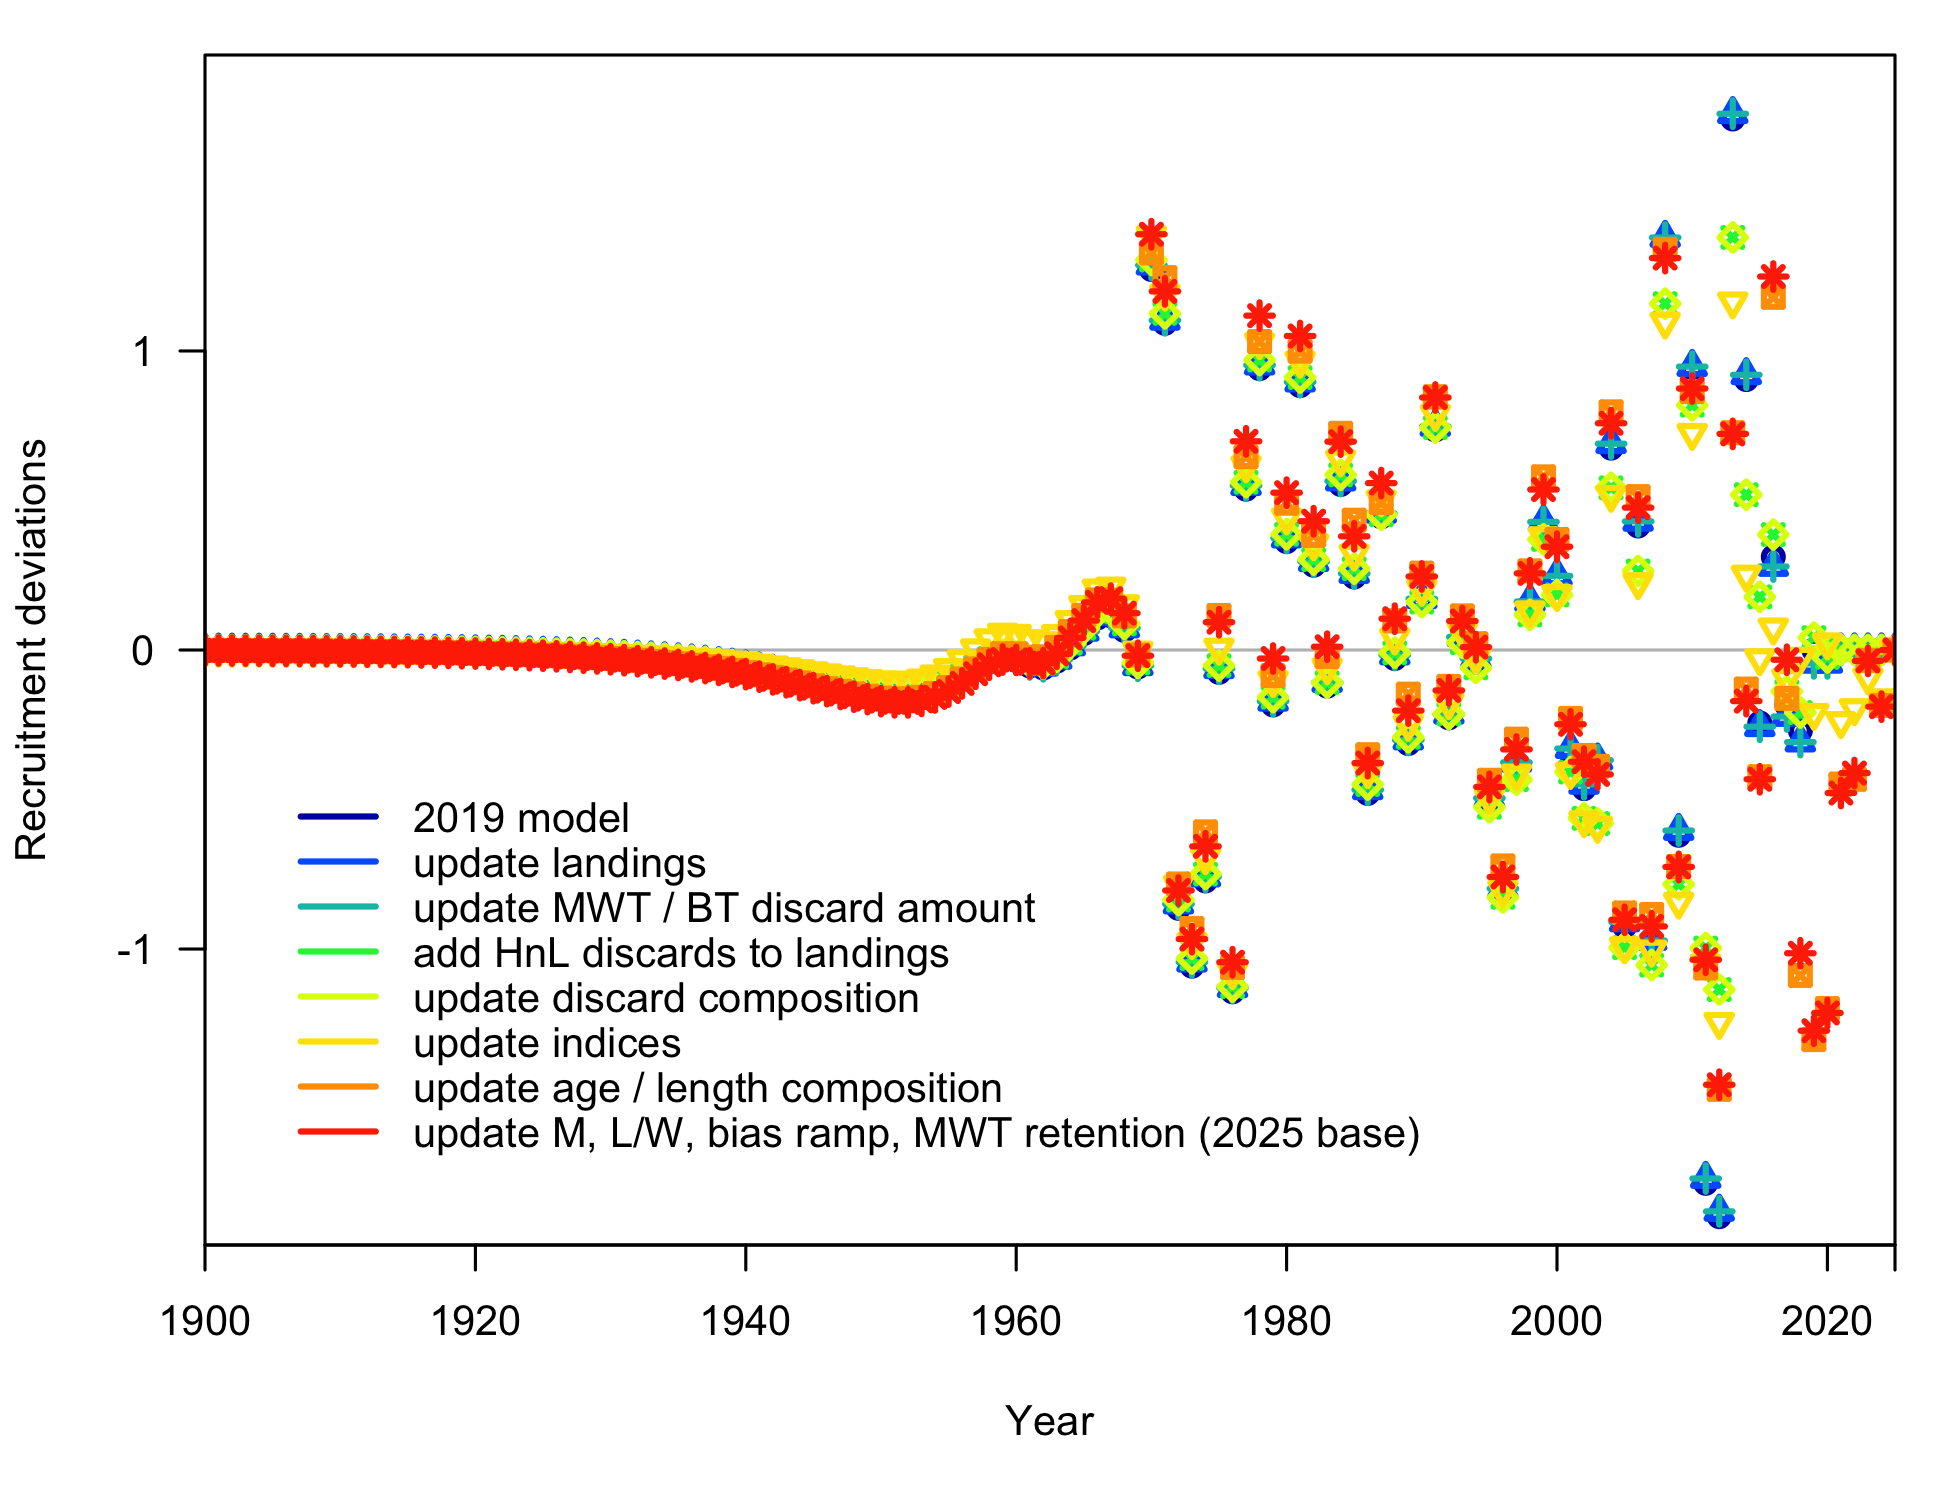 Recruitment deviations
1
0
-1
2019 model
update landings
update MWT / BT discard amount
add HnL discards to landings
update discard composition
update indices
update age / length composition
update M, L/W, bias ramp, MWT retention (2025 base)
1900 1920 1940 1960 1980 2000 2020
Year